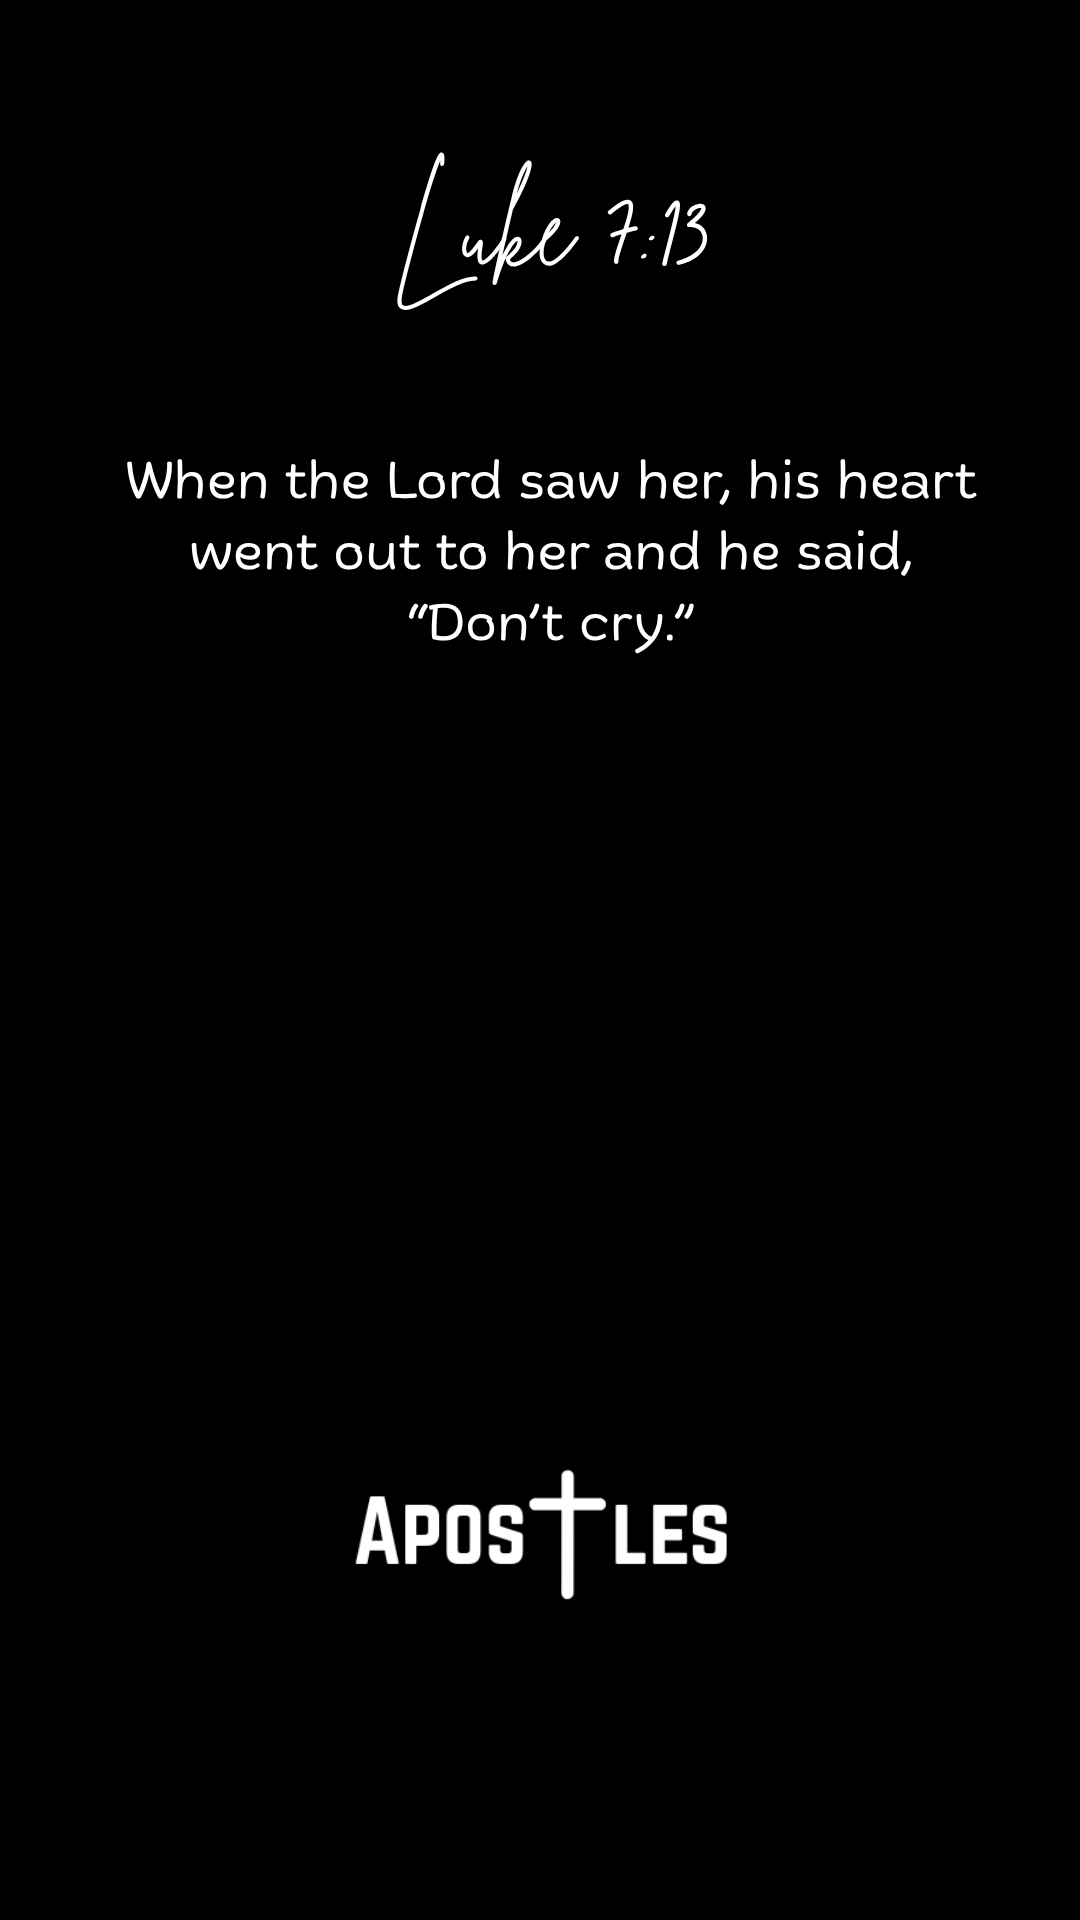 Luke 7:13
When the Lord saw her, his heart
went out to her and he said,
“Don’t cry.”
APOSTLES